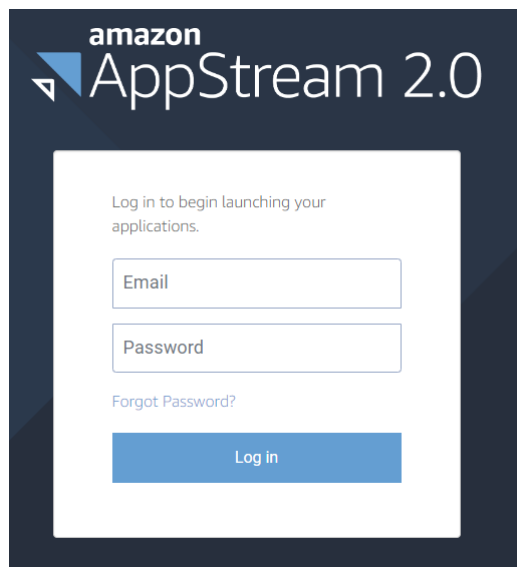 amazon
AppStream 2.0
Log in to begin launching your
applications.
Email
Password
Forgot Password?
Log in